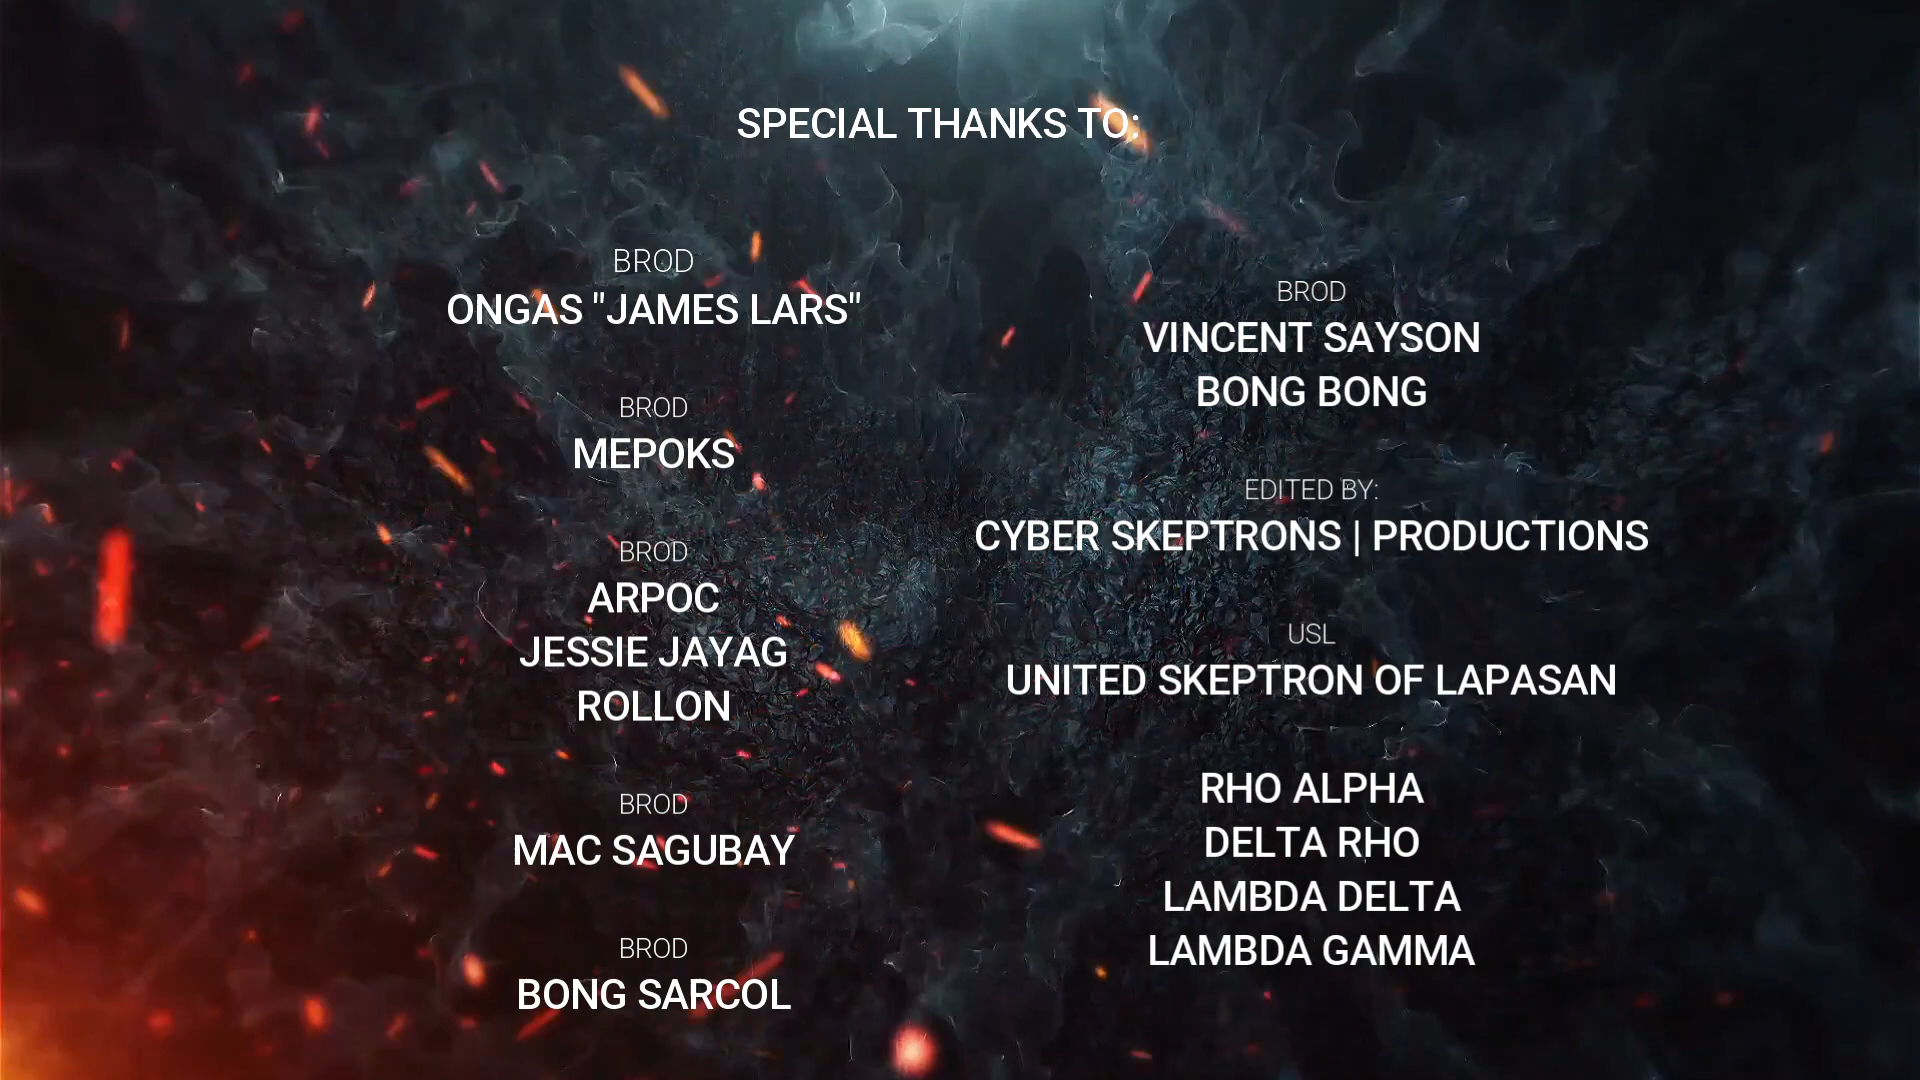 SPECIAL THANKS TO:
BROD
ONGAS "JAMES LARS"
BROD
MEPOKS
BROD
ARPOC
JESSIE JAYAG
ROLLON
BROD
MAC SAGUBAY
BROD
BONG SARCOL
BROD
VINCENT SAYSON
BONG BONG
EDITED BY:
CYBER SKEPTRONS | PRODUCTIONS
USL
UNITED SKEPTRON OF LAPASAN
RHO ALPHA
DELTA RHO
LAMBDA DELTA
LAMBDA GAMMA